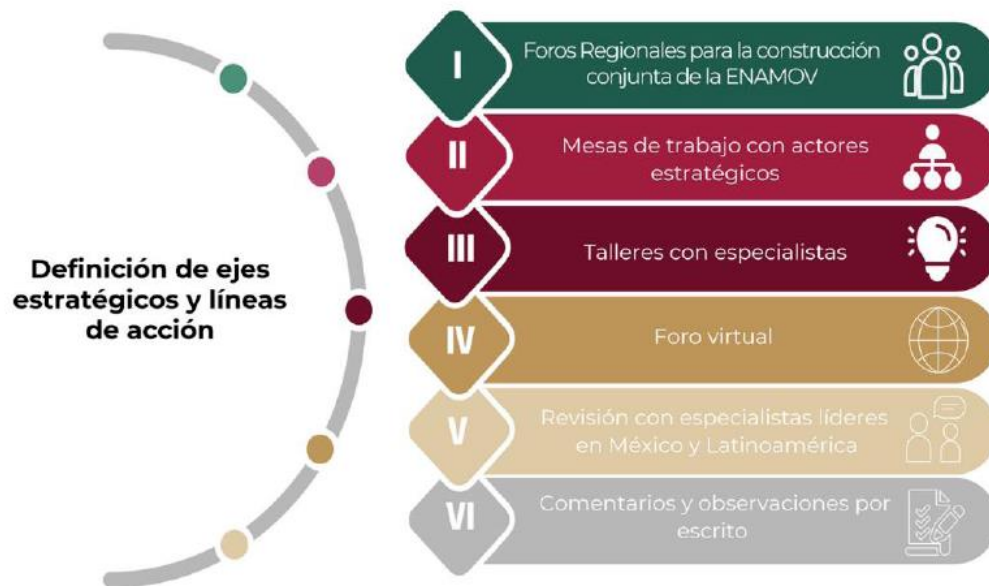 Definición de ejes
estratégicos y líneas
de acción
I
Foros Regionales para la construcción
conjunta de la ENAMOV
II
Mesas de trabajo con actores
estratégicos
III
Talleres con especialistas
IV
Foro virtual
V
Revisión con especialistas líderes
en México y Latinoamérica
VI
Comentarios y observaciones por
escrito